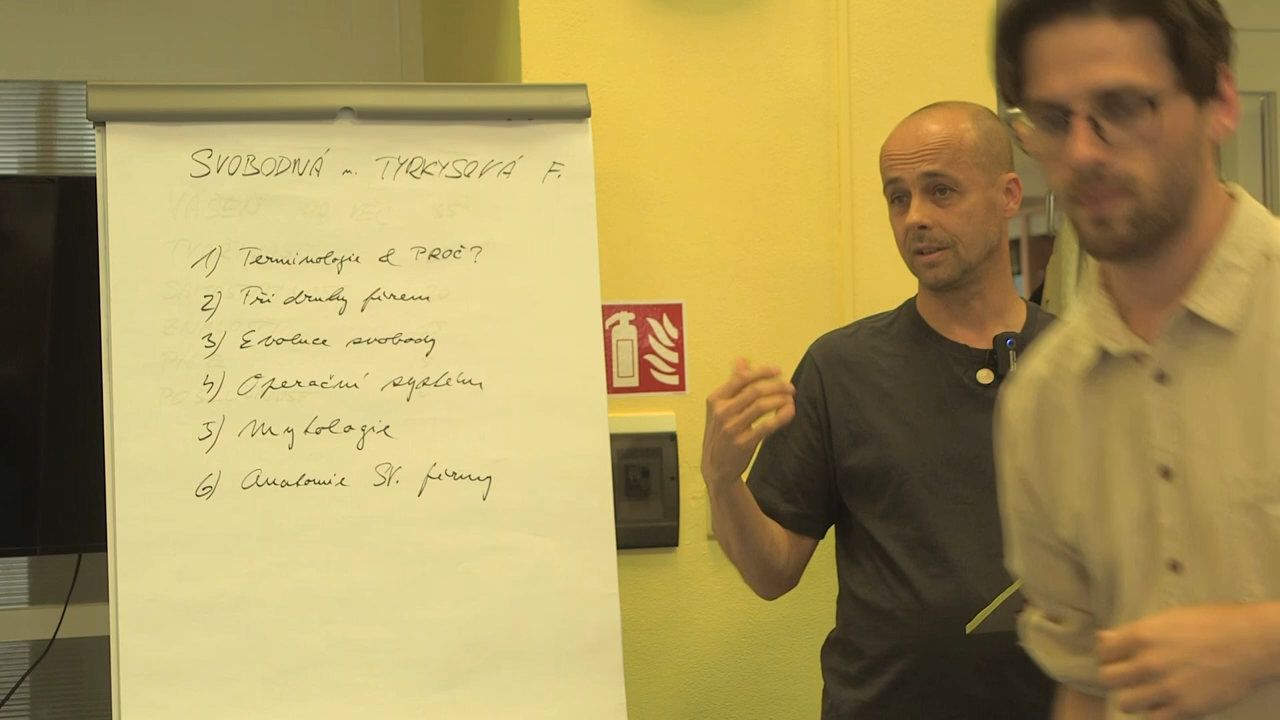 SVOBODNÁ n. TYRKYSOVÁ F.
1) Terminologie & PROČ?
2) Tři druhy firem
3) Evoluce svobody
4) Operační systém
5) Mytologie
6) Anatomie SV. firmy